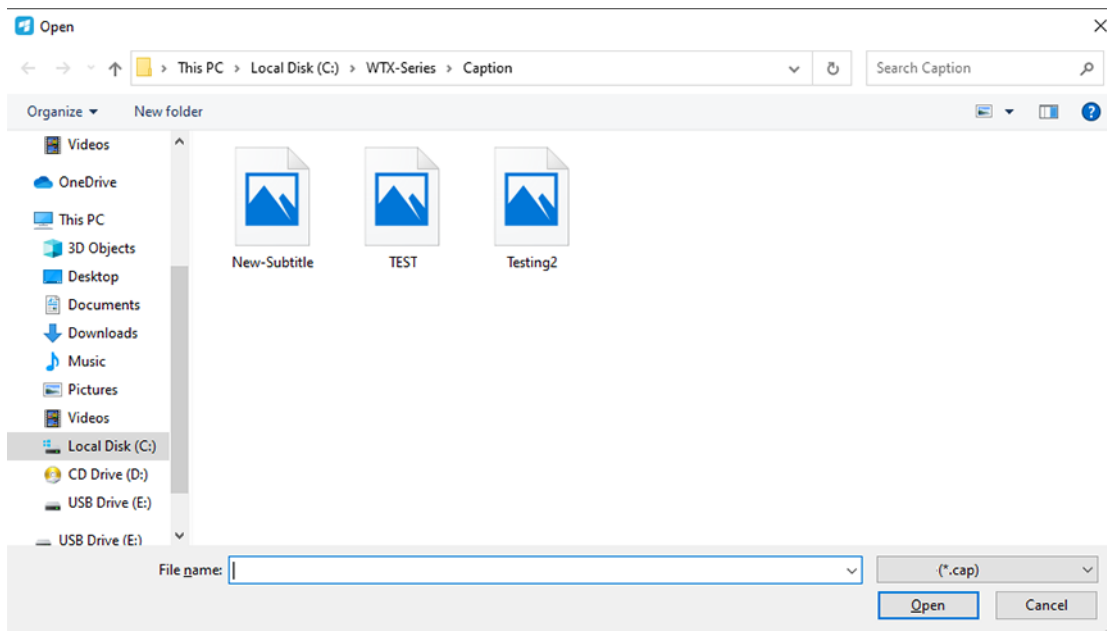 Open
This PC > Local Disk (C:) > WTX-Series > Caption
Search Caption
Organize
New folder
Videos
OneDrive
This PC
3D Objects
Desktop
Documents
Downloads
Music
Pictures
Videos
Local Disk (C:)
CD Drive (D:)
USB Drive (E:)
USB Drive (E:)
New-Subtitle
TEST
Testing2
File name:
(*.cap)
Open
Cancel